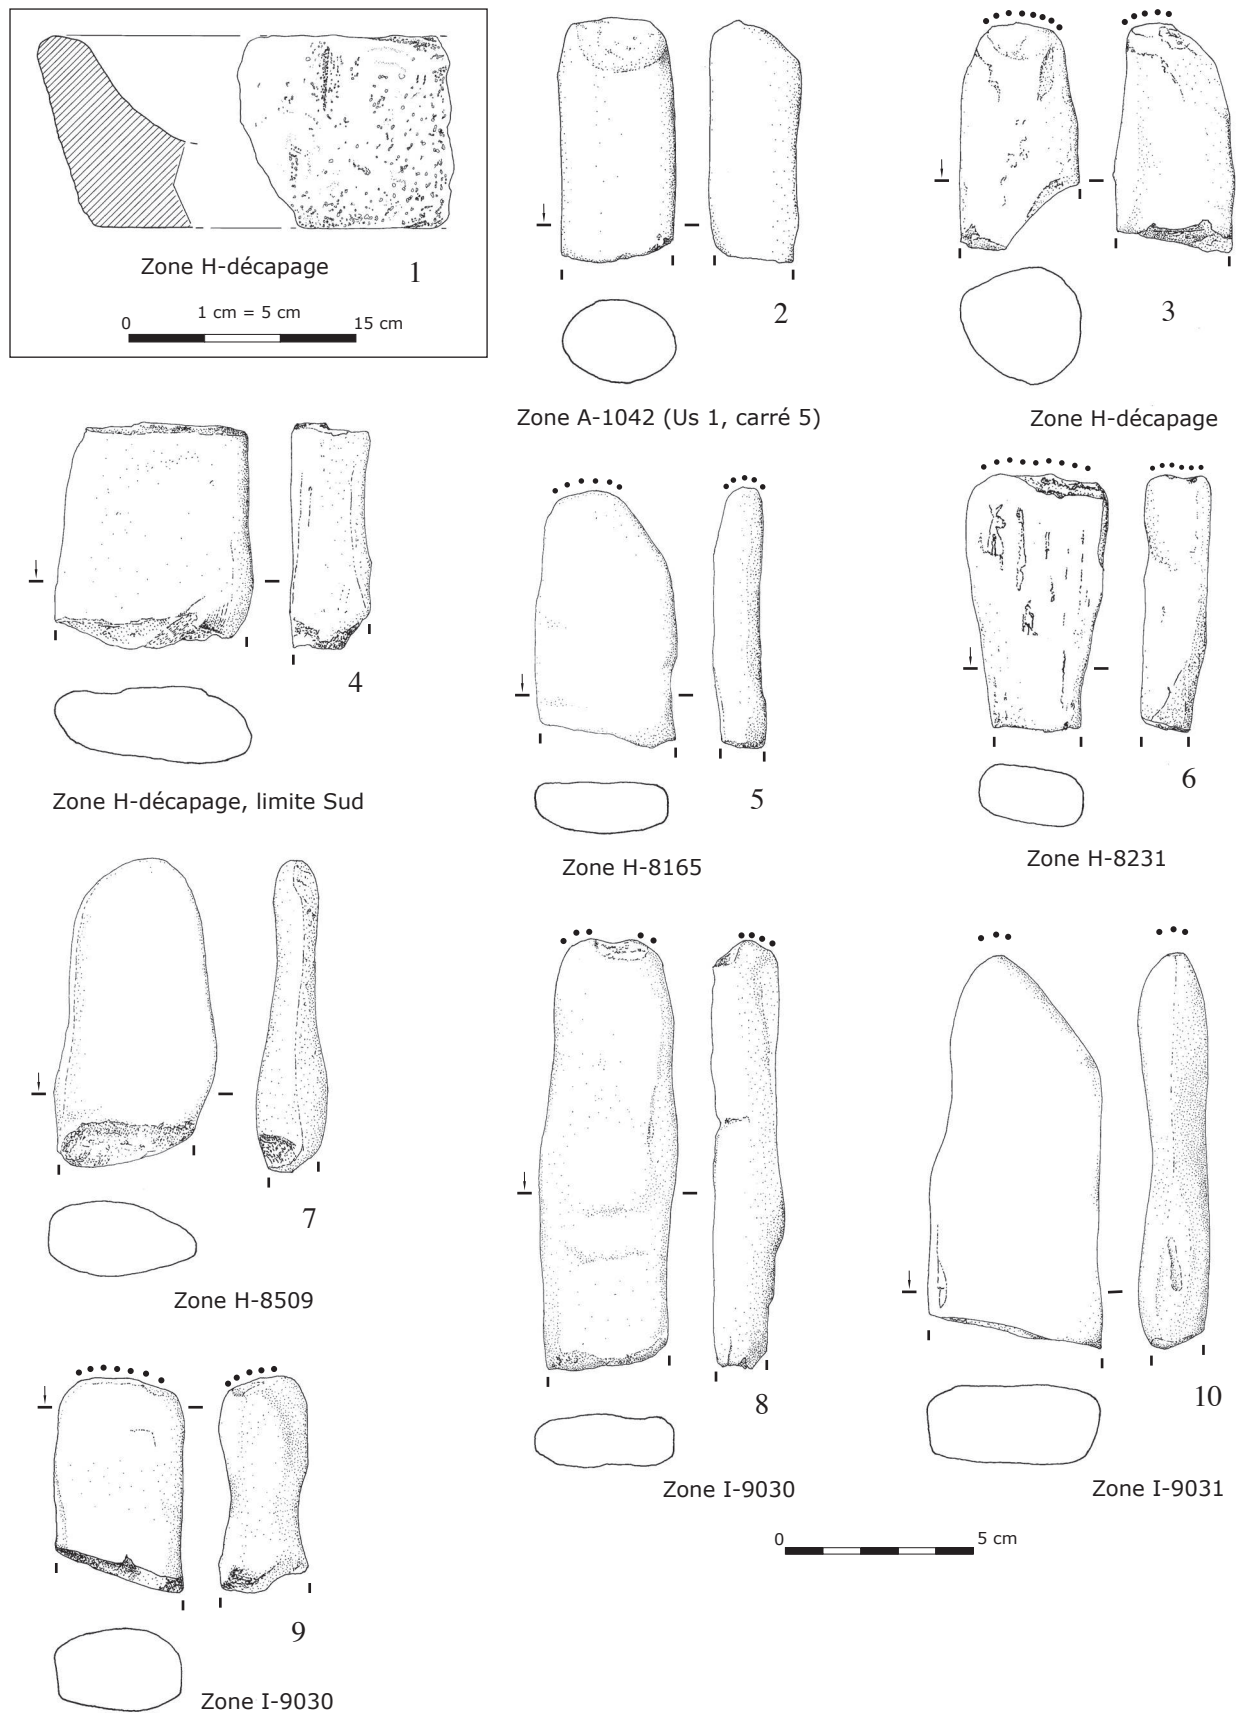 Zone H-décapage 1
1 cm = 5 cm
0 15 cm
2
Zone A-1042 (Us 1, carré 5)
3
Zone H-décapage
4
Zone H-décapage, limite Sud
5
Zone H-8165
6
Zone H-8231
7
Zone H-8509
8
Zone I-9030
10
Zone I-9031
0 5 cm
9
Zone I-9030